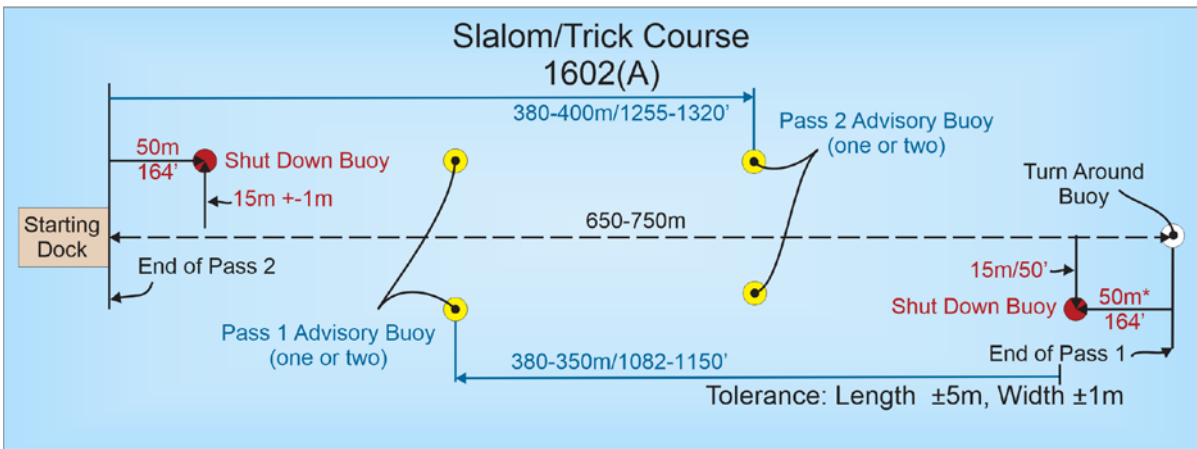 Slalom/Trick Course
1602(A)
380-400m/1255-1320’
Pass 2 Advisory Buoy
(one or two)
50m
164’
Shut Down Buoy
15m +-1m
Turn Around
Buoy
Starting
Dock
650-750m
End of Pass 2
15m/50’
Shut Down Buoy
50m*
164’
Pass 1 Advisory Buoy
(one or two)
End of Pass 1
380-350m/1082-1150’
Tolerance: Length ±5m, Width ±1m